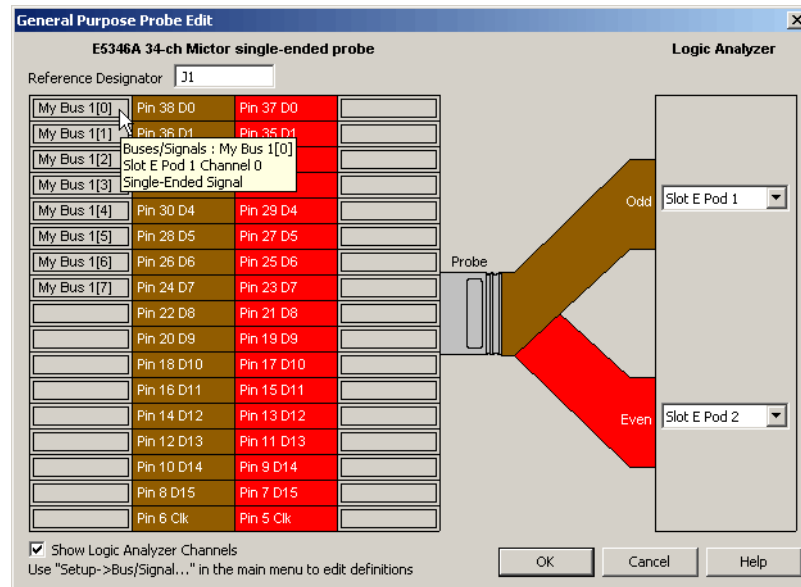 General Purpose Probe Edit
E5346A 34-ch Mictor single-ended probe
Logic Analyzer
Reference Designator J1
My Bus 1[0] Pin 38 D0 Pin 37 D0
My Bus 1[1] Pin 36 D1 Pin 35 D1
My Bus 1[2]
My Bus 1[3]
Buses/Signals : My Bus 1[0]
Slot E Pod 1 Channel 0
Single-Ended Signal
My Bus 1[4] Pin 30 D4 Pin 29 D4
My Bus 1[5] Pin 28 D5 Pin 27 D5
My Bus 1[6] Pin 26 D6 Pin 25 D6
My Bus 1[7] Pin 24 D7 Pin 23 D7
Pin 22 D8 Pin 21 D8
Pin 20 D9 Pin 19 D9
Pin 18 D10 Pin 17 D10
Pin 16 D11 Pin 15 D11
Pin 14 D12 Pin 13 D12
Pin 12 D13 Pin 11 D13
Pin 10 D14 Pin 9 D14
Pin 8 D15 Pin 7 D15
Pin 6 Clk Pin 5 Clk
Probe
Odd Slot E Pod 1
Even Slot E Pod 2
Show Logic Analyzer Channels
Use "Setup->Bus/Signal..." in the main menu to edit definitions
OK Cancel Help